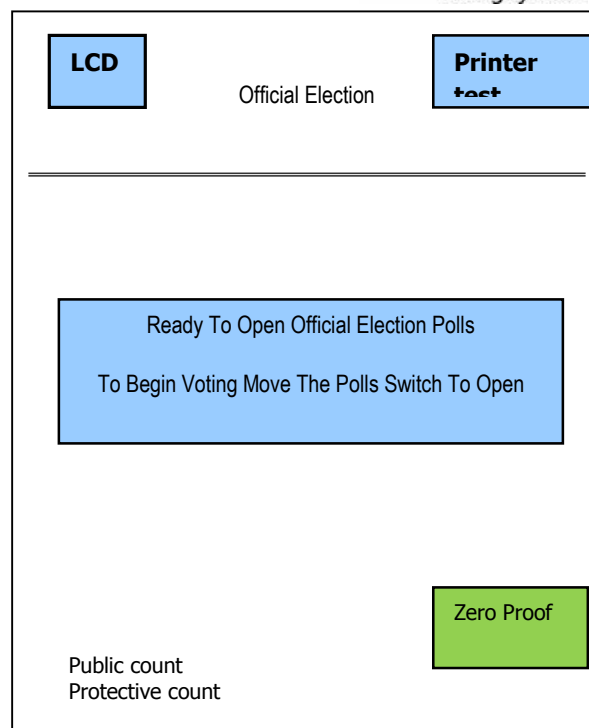 LCD
Official Election
Printer
test
Ready To Open Official Election Polls
To Begin Voting Move The Polls Switch To Open
Zero Proof
Public count
Protective count